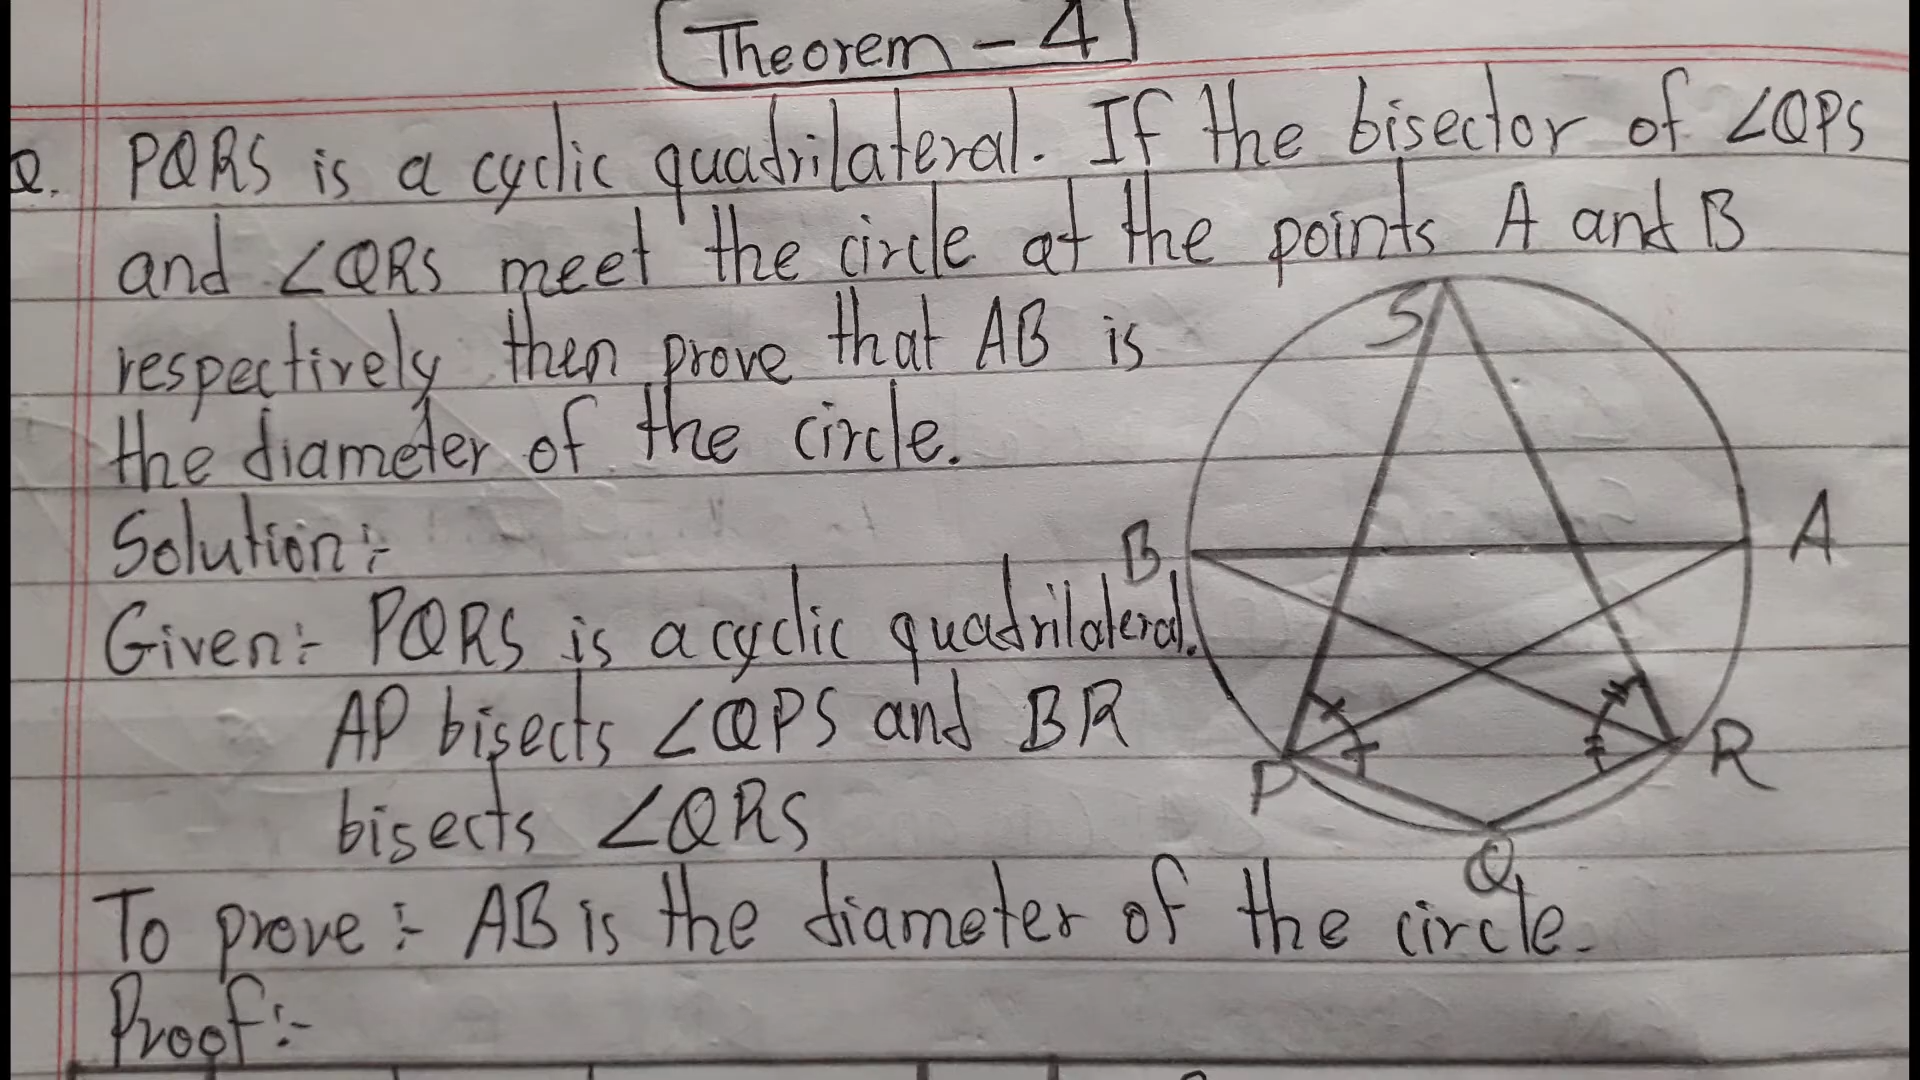 Theorem - 4
Q. PQRS is a cyclic quadrilateral. If the bisector of ∠QPS
and ∠QRS meet the circle at the points A and B
respectively then prove that AB is
the diameter of the circle.
Solution:-
Given:- PQRS is a cyclic quadrilateral.
AP bisects ∠QPS and BR
bisects ∠QRS
To prove:- AB is the diameter of the circle.
Proof:-
S
B
A
P
R
Q